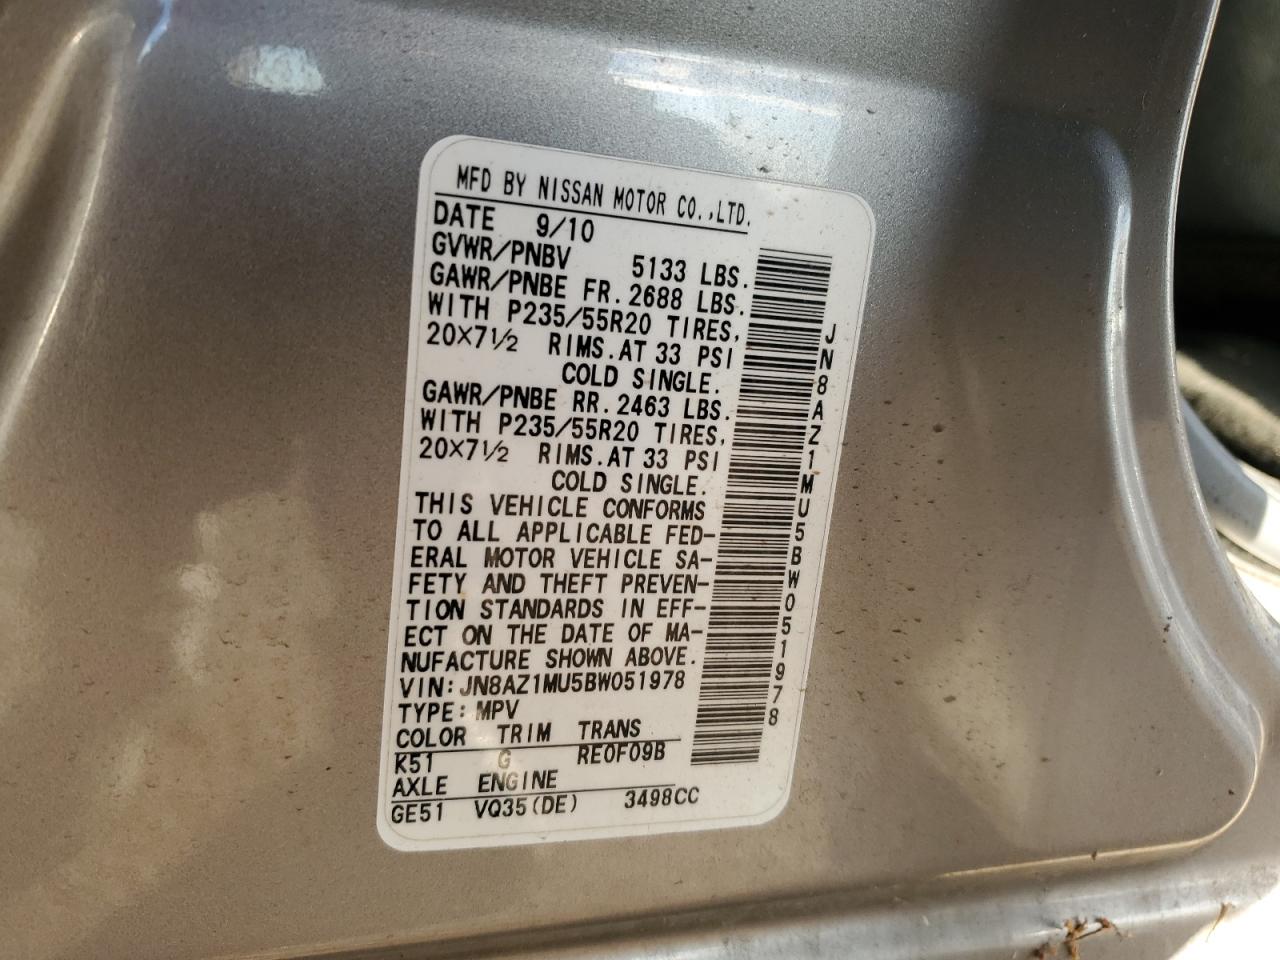 MFD BY NISSAN MOTOR CO.,LTD.
DATE 9/10
GVWR/PNBV 5133 LBS.
GAWR/PNBE FR. 2688 LBS.
WITH P235/55R20 TIRES,
20×7½ RIMS. AT 33 PSI
COLD SINGLE.
GAWR/PNBE RR. 2463 LBS.
WITH P235/55R20 TIRES,
20×7½ RIMS. AT 33 PSI
COLD SINGLE.
THIS VEHICLE CONFORMS
TO ALL APPLICABLE FED-
ERAL MOTOR VEHICLE SA-
FETY AND THEFT PREVEN-
TION STANDARDS IN EFF-
ECT ON THE DATE OF MA-
NUFACTURE SHOWN ABOVE.
VIN: JN8AZ1MU5BW051978
TYPE: MPV
COLOR TRIM TRANS
K51 G RE0F09B
AXLE ENGINE
GE51 VQ35(DE) 3498CC
JN8AZ1MU5BW051978